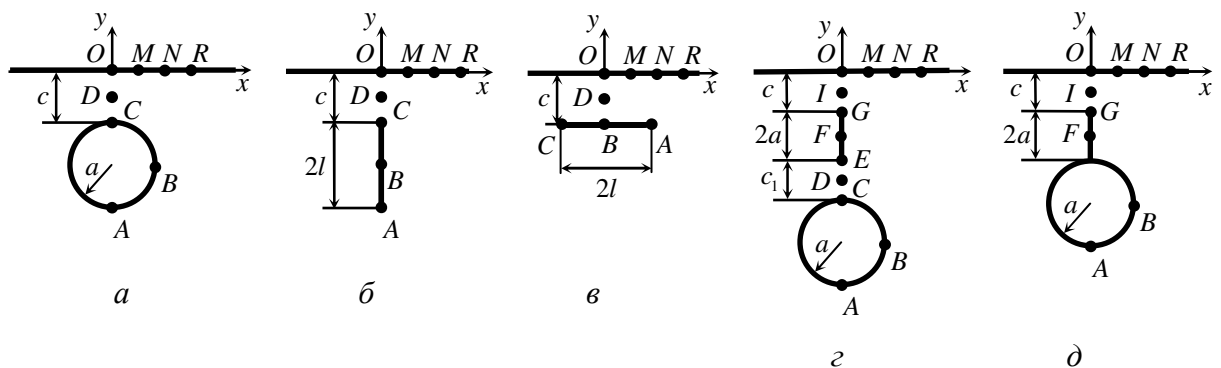 y y y y y
O M N R O M N R O M N R O M N R O M N R
x x x x x
c D c D c D c I c I
C C G G
2a F 2a F
C B A
E
a 2l c₁ D a
B B 2l C B
A A a A
B
A
а б в г д